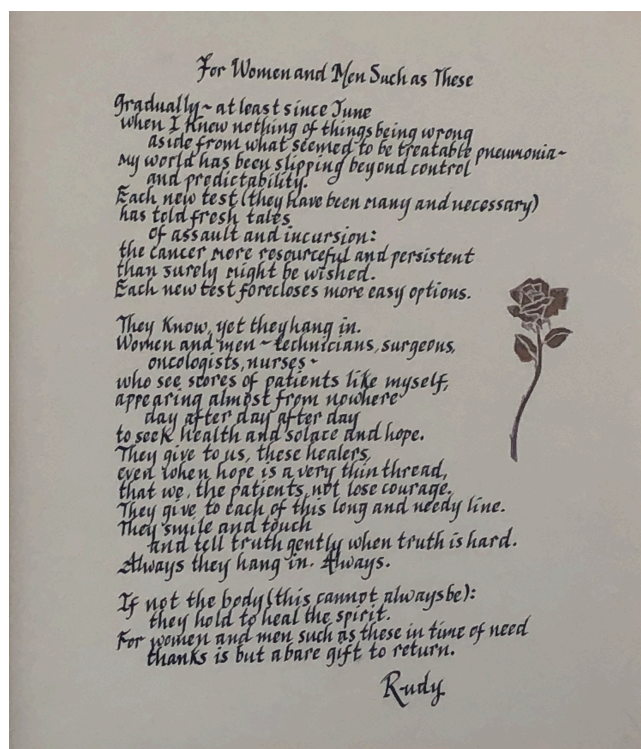 For Women and Men Such as These
Gradually ~ at least since June
when I knew nothing of things being wrong
aside from what seemed to be treatable pneumonia ~
my world has been slipping beyond control
and predictability.
Each new test (they have been many and necessary)
has told fresh tales
of assault and incursion:
the cancer more resourceful and persistent
than surely might be wished.
Each new test forecloses more easy options.
They know, yet they hang in.
Women and men ~ technicians, surgeons,
oncologists, nurses ~
who see scores of patients like myself,
appearing almost from nowhere
day after day after day
to seek health and solace and hope.
They give to us, these healers,
even when hope is a very thin thread,
that we, the patients, not lose courage.
They give to each of this long and needy line.
They smile and touch
and tell truth gently when truth is hard.
Always they hang in. Always.
If not the body (this cannot always be):
they hold to heal the spirit.
For women and men such as these in time of need
thanks is but a bare gift to return.
Rudy